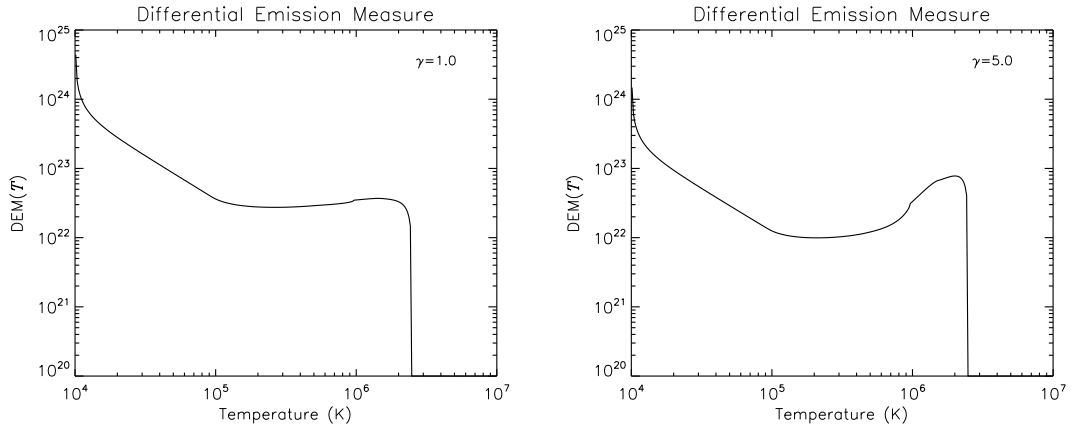 Differential Emission Measure
γ=1.0
10^25
10^24
10^23
10^22
10^21
10^20
DEM(T)
10^4
10^5
10^6
10^7
Temperature (K)
Differential Emission Measure
γ=5.0
10^25
10^24
10^23
10^22
10^21
10^20
DEM(T)
10^4
10^5
10^6
10^7
Temperature (K)